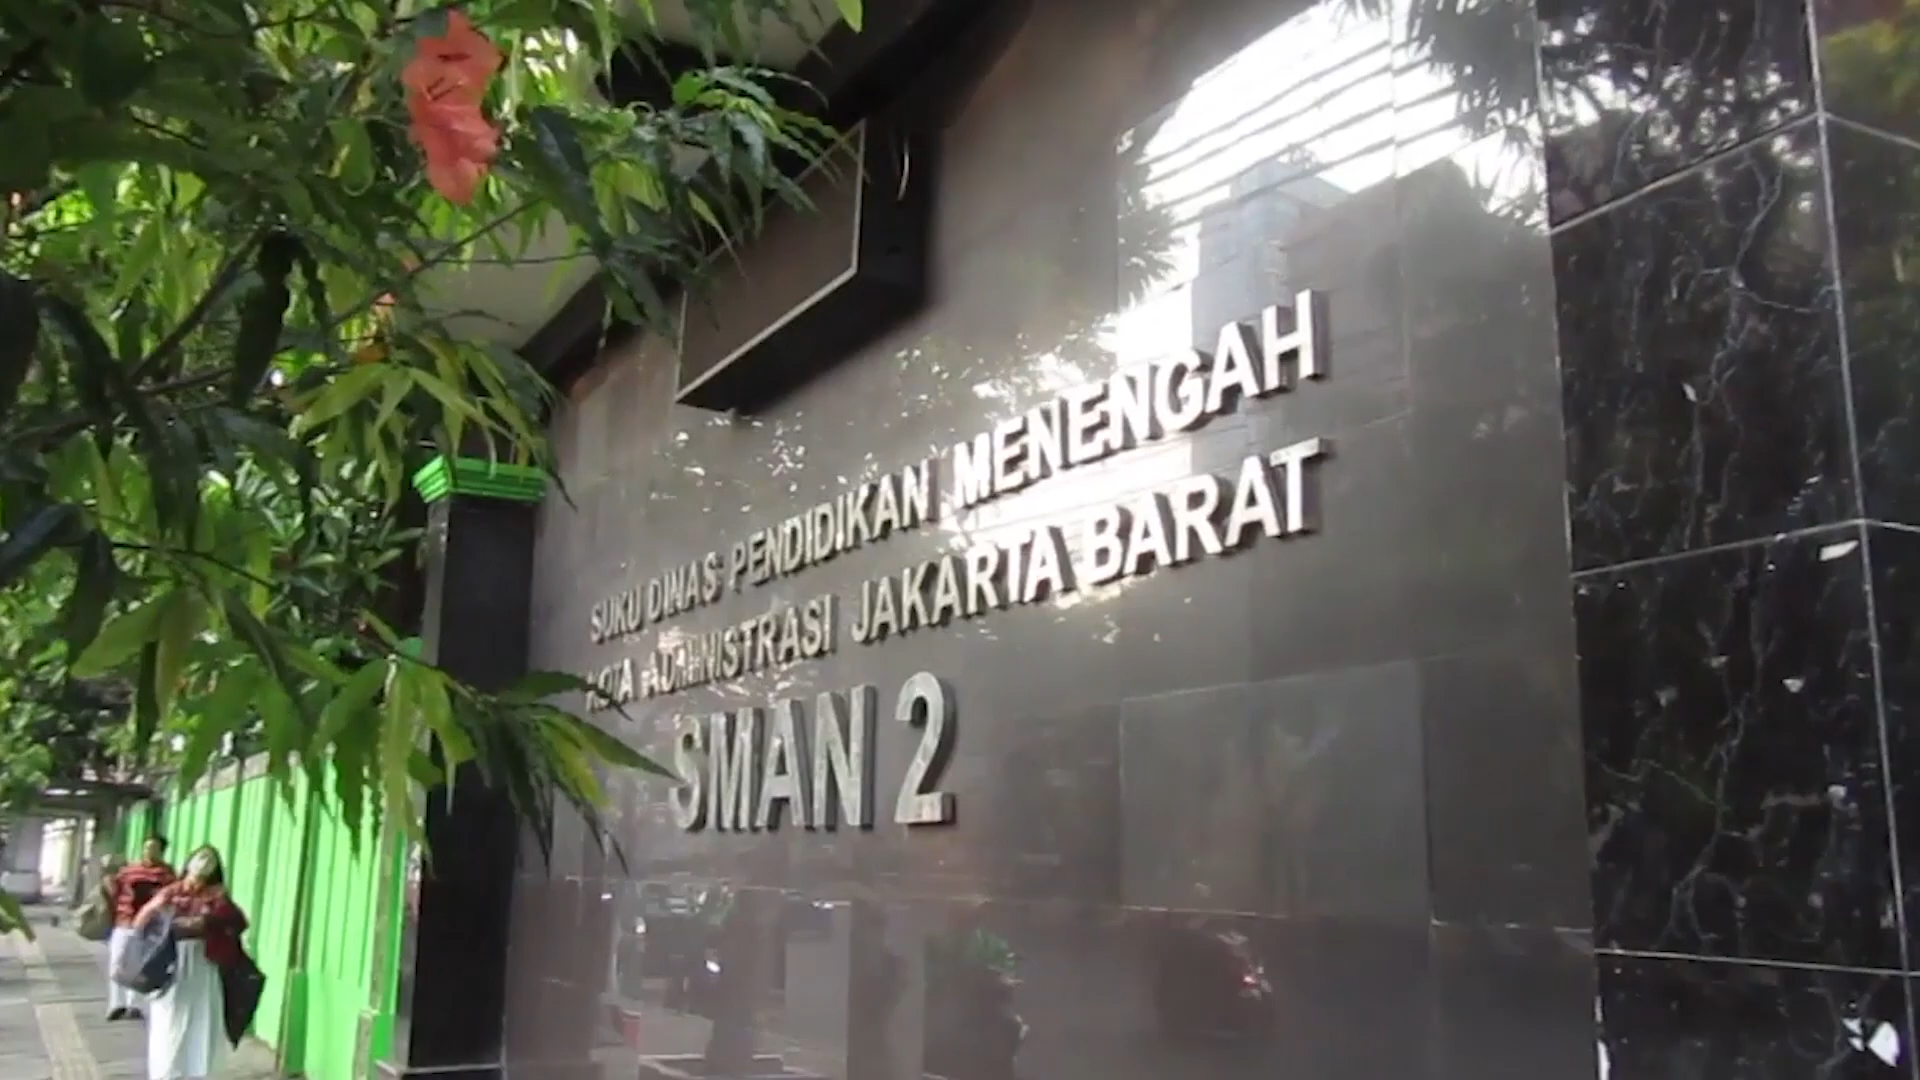 SUKU DINAS PENDIDIKAN MENENGAH
KOTA ADMINISTRASI JAKARTA BARAT
SMAN 2